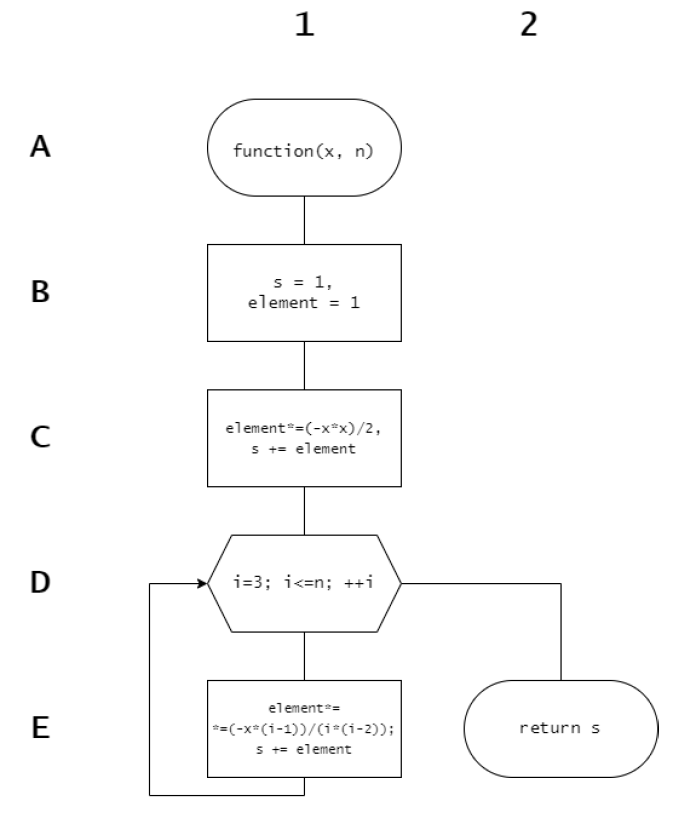 1 2
A
function(x, n)
B
s = 1,
element = 1
C
element*=(-x*x)/2,
s += element
D
i=3; i<=n; ++i
E
element*=
*=(-x*(i-1))/(i*(i-2));
s += element
return s